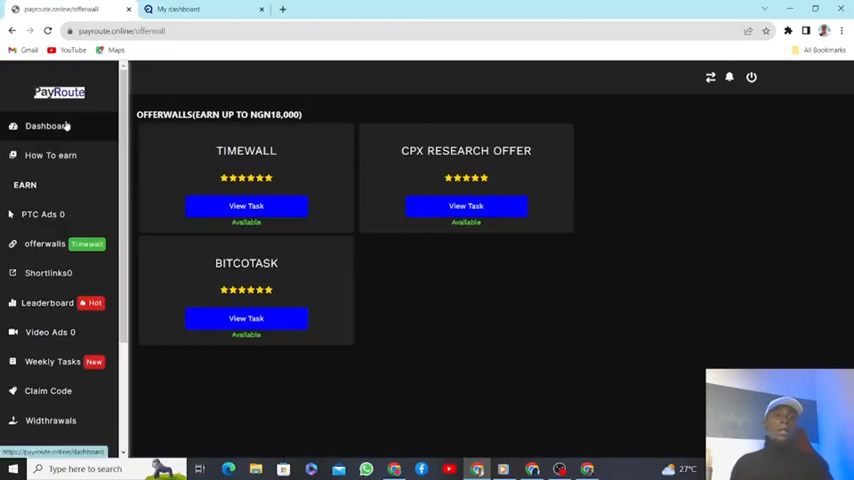 payroute.online/offerwall
My dashboard
payroute.online/offerwall
Gmail
YouTube
Maps
All Bookmarks
PayRoute
Dashboard
How To earn
EARN
PTC Ads 0
offerwalls Timewall
Shortlinks0
Leaderboard Hot
Video Ads 0
Weekly Tasks New
Claim Code
Widthrawals
https://payroute.online/dashboard
OFFERWALLS(EARN UP TO NGN18,000)
TIMEWALL
View Task
Available
CPX RESEARCH OFFER
View Task
Available
BITCOTASK
View Task
Available
Type here to search
27°C